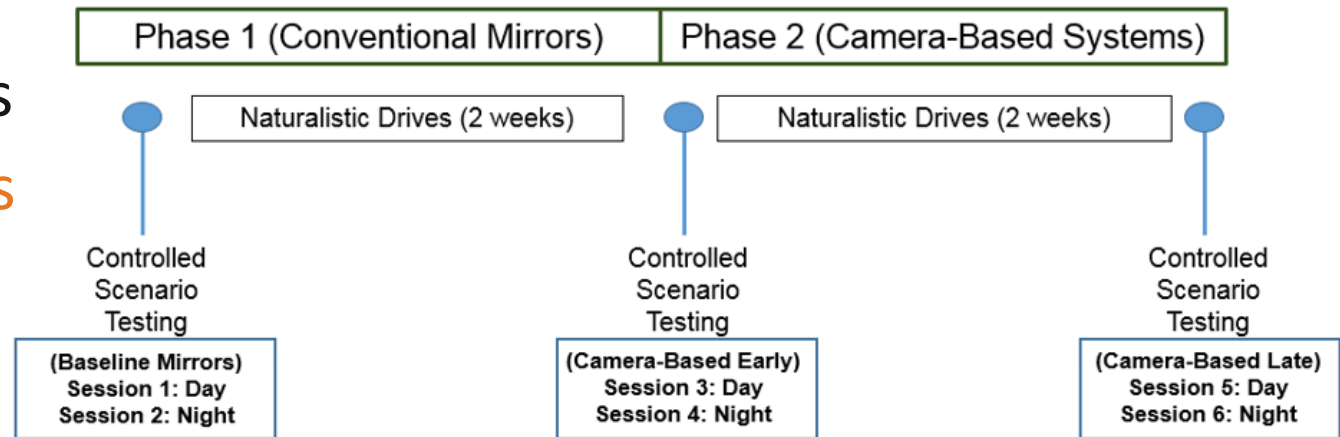 Phase 1 (Conventional Mirrors)
Phase 2 (Camera-Based Systems)
s
s
Naturalistic Drives (2 weeks)
Naturalistic Drives (2 weeks)
Controlled
Scenario
Testing
(Baseline Mirrors)
Session 1: Day
Session 2: Night
Controlled
Scenario
Testing
(Camera-Based Early)
Session 3: Day
Session 4: Night
Controlled
Scenario
Testing
(Camera-Based Late)
Session 5: Day
Session 6: Night